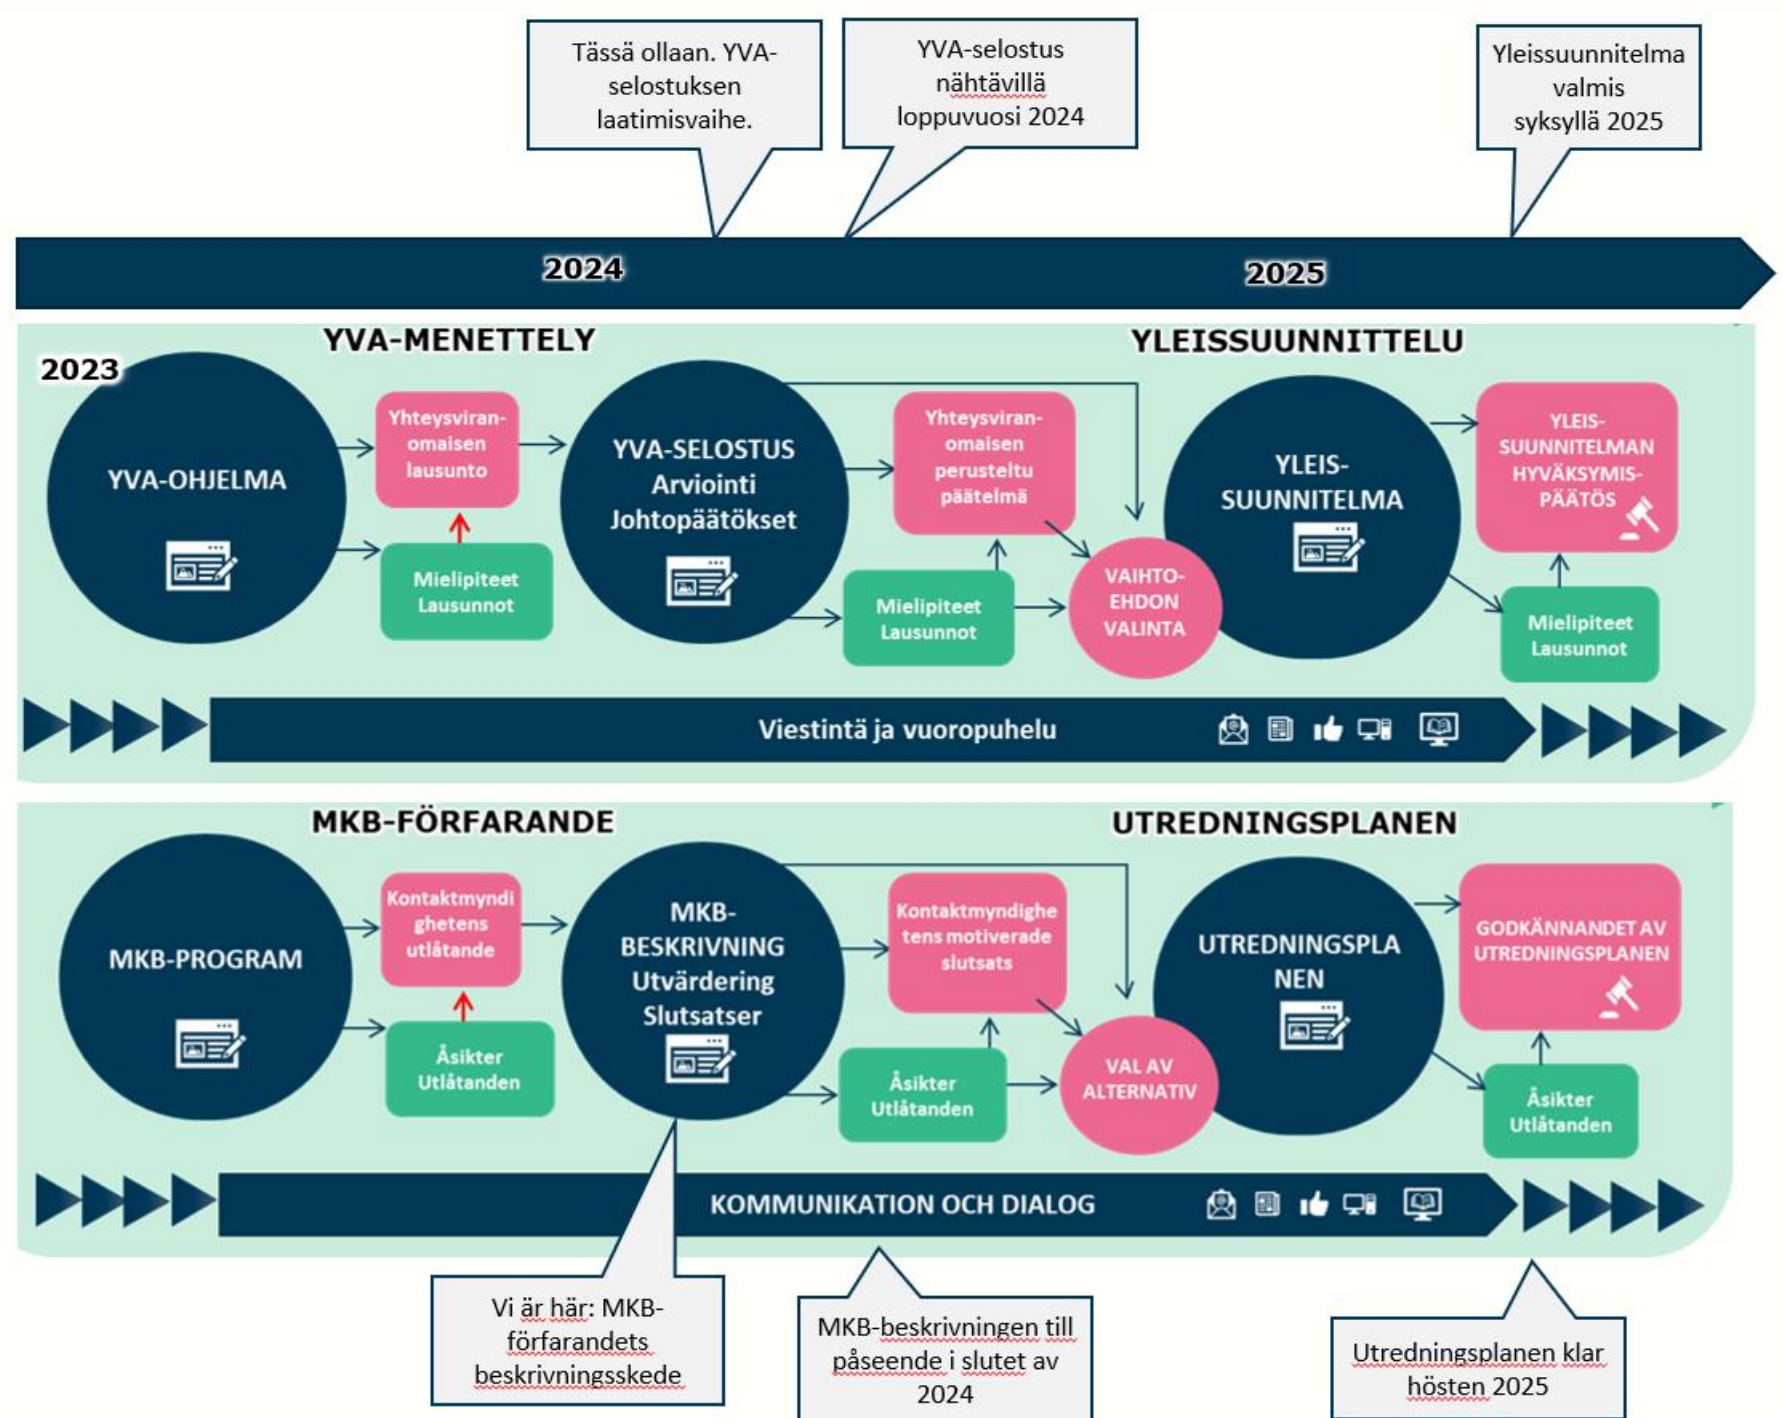 Tässä ollaan. YVA-
selostuksen
laatimisvaihe.
YVA-selostus
nähtävillä
loppuvuosi 2024
Yleissuunnitelma
valmis
syksyllä 2025
2024
2025
YVA-MENETTELY
YLEISSUUNNITTELU
2023
YVA-OHJELMA
Yhteysviran-
omaisen
lausunto
Mielipiteet
Lausunnot
YVA-SELOSTUS
Arviointi
Johtopäätökset
Yhteysviran-
omaisen
perusteltu
päätelmä
Mielipiteet
Lausunnot
VAIHTO-
EHDON
VALINTA
YLEIS-
SUUNNITELMA
YLEIS-
SUUNNITELMAN
HYVÄKSYMIS-
PÄÄTÖS
Mielipiteet
Lausunnot
Viestintä ja vuoropuhelu
MKB-FÖRFARANDE
UTREDNINGSPLANEN
MKB-PROGRAM
Kontaktmyndi
ghetens
utlåtande
Åsikter
Utlåtanden
MKB-
BESKRIVNING
Utvärdering
Slutsatser
Kontaktmyndighe
tens motiverade
slutsats
Åsikter
Utlåtanden
VAL AV
ALTERNATIV
UTREDNINGSPLA
NEN
GODKÄNNANDET AV
UTREDNINGSPLANEN
Åsikter
Utlåtanden
KOMMUNIKATION OCH DIALOG
Vi är här: MKB-
förfarandets
beskrivningsskede
MKB-beskrivningen till
påseende i slutet av
2024
Utredningsplanen klar
hösten 2025